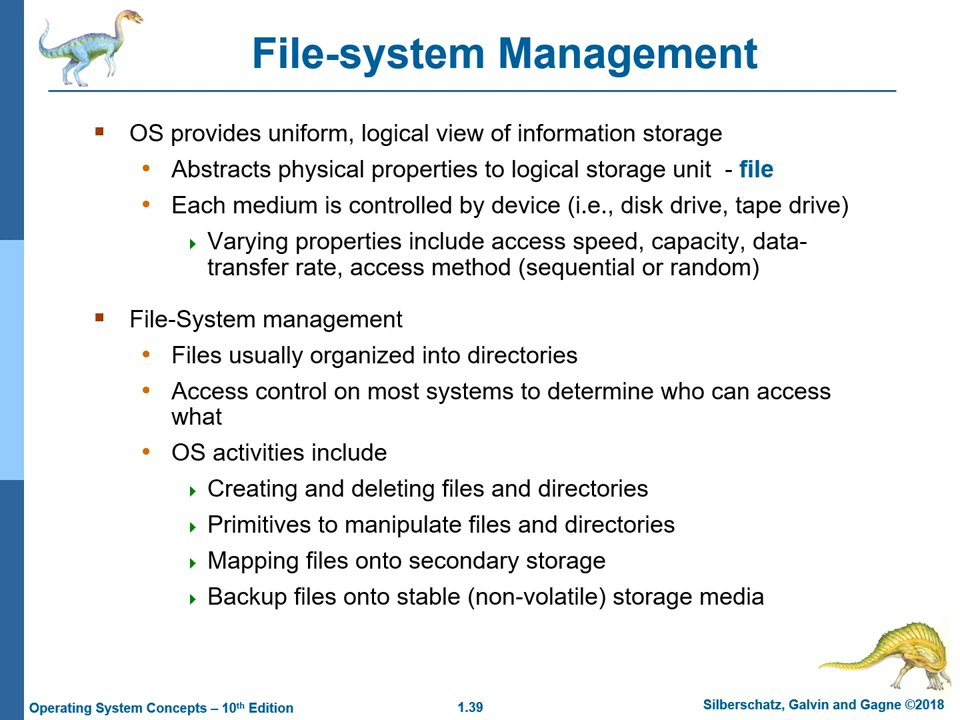 File-system Management
OS provides uniform, logical view of information storage
Abstracts physical properties to logical storage unit - file
Each medium is controlled by device (i.e., disk drive, tape drive)
Varying properties include access speed, capacity, data-
transfer rate, access method (sequential or random)
File-System management
Files usually organized into directories
Access control on most systems to determine who can access
what
OS activities include
Creating and deleting files and directories
Primitives to manipulate files and directories
Mapping files onto secondary storage
Backup files onto stable (non-volatile) storage media
Operating System Concepts – 10th Edition
1.39
Silberschatz, Galvin and Gagne ©2018